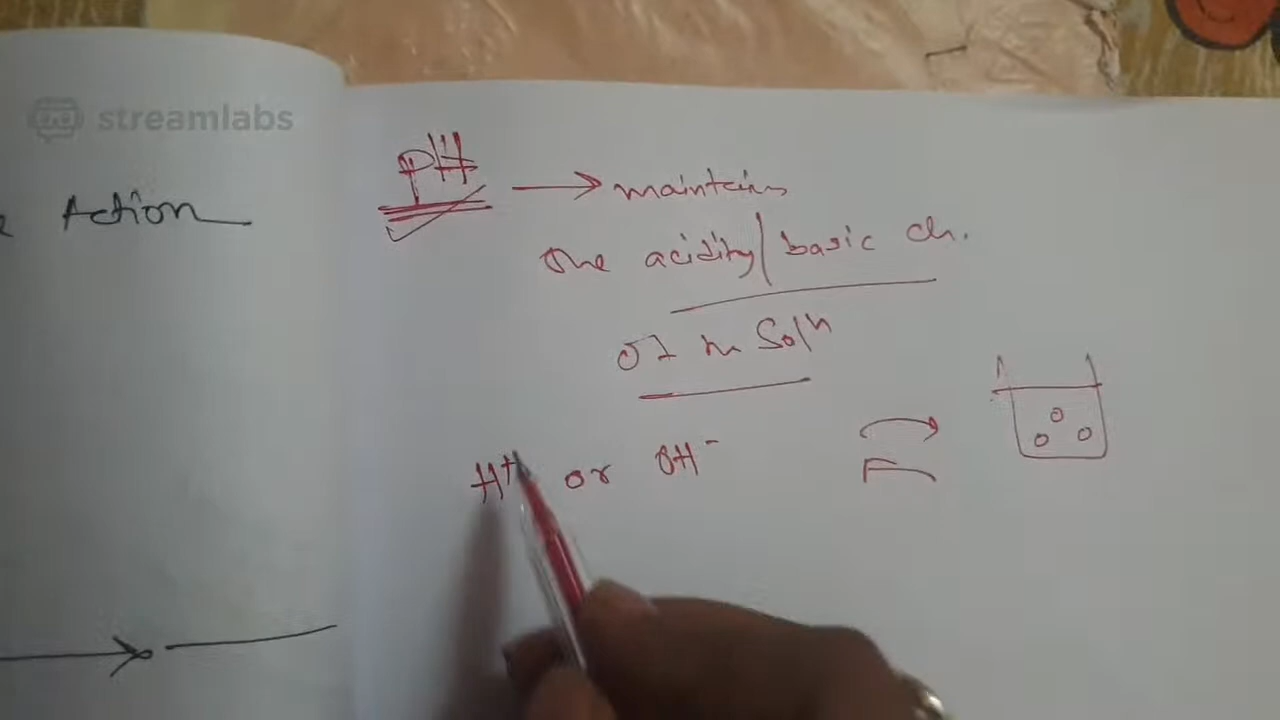 streamlabs
Action
PH → maintains
the acidity/basic ch.
of the Solⁿ
H⁺ or OH⁻